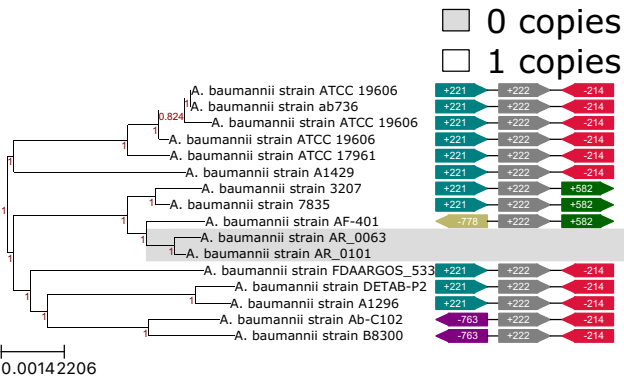 0 copies
1 copies
A. baumannii strain ATCC 19606 +221 +222 -214
1 A. baumannii strain ab736 +221 +222 -214
0.824 A. baumannii strain ATCC 19606 +221 +222 -214
1 A. baumannii strain ATCC 19606 +221 +222 -214
1 A. baumannii strain ATCC 17961 +221 +222 -214
1 A. baumannii strain A1429 +221 +222 -214
A. baumannii strain 3207 +221 +222 +582
1 A. baumannii strain 7835 +221 +222 +582
1 A. baumannii strain AF-401 -778 +222 +582
1 A. baumannii strain AR_0063
1 1 A. baumannii strain AR_0101
A. baumannii strain FDAARGOS_533 +221 +222 -214
1 A. baumannii strain DETAB-P2 +221 +222 -214
1 1 A. baumannii strain A1296 +221 +222 -214
A. baumannii strain Ab-C102 -763 +222 -214
1 1 A. baumannii strain B8300 -763 +222 -214
0.00142206